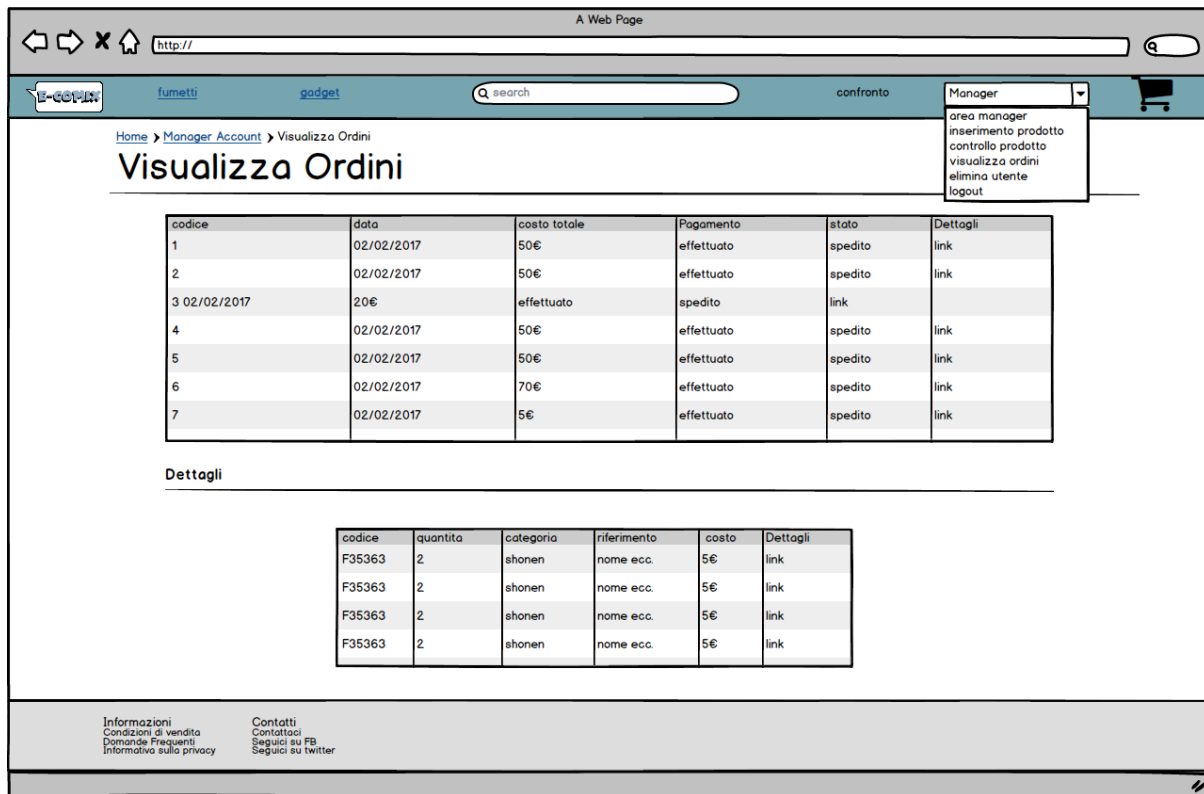 A Web Page
http://
E-COMIX fumetti gadget search confronto Manager
area manager
inserimento prodotto
controllo prodotto
visualizza ordini
elimina utente
logout
Home Manager Account Visualizza Ordini
Visualizza Ordini
codice data costo totale Pagamento stato Dettagli
1 02/02/2017 50€ effettuato spedito link
2 02/02/2017 50€ effettuato spedito link
3 02/02/2017 20€ effettuato spedito link
4 02/02/2017 50€ effettuato spedito link
5 02/02/2017 50€ effettuato spedito link
6 02/02/2017 70€ effettuato spedito link
7 02/02/2017 5€ effettuato spedito link
Dettagli
codice quantita categoria riferimento costo Dettagli
F35363 2 shonen nome ecc. 5€ link
F35363 2 shonen nome ecc. 5€ link
F35363 2 shonen nome ecc. 5€ link
F35363 2 shonen nome ecc. 5€ link
Informazioni
Condizioni di vendita
Domande Frequenti
Informativa sulla privacy
Contatti
Contattaci
Seguici su FB
Seguici su twitter